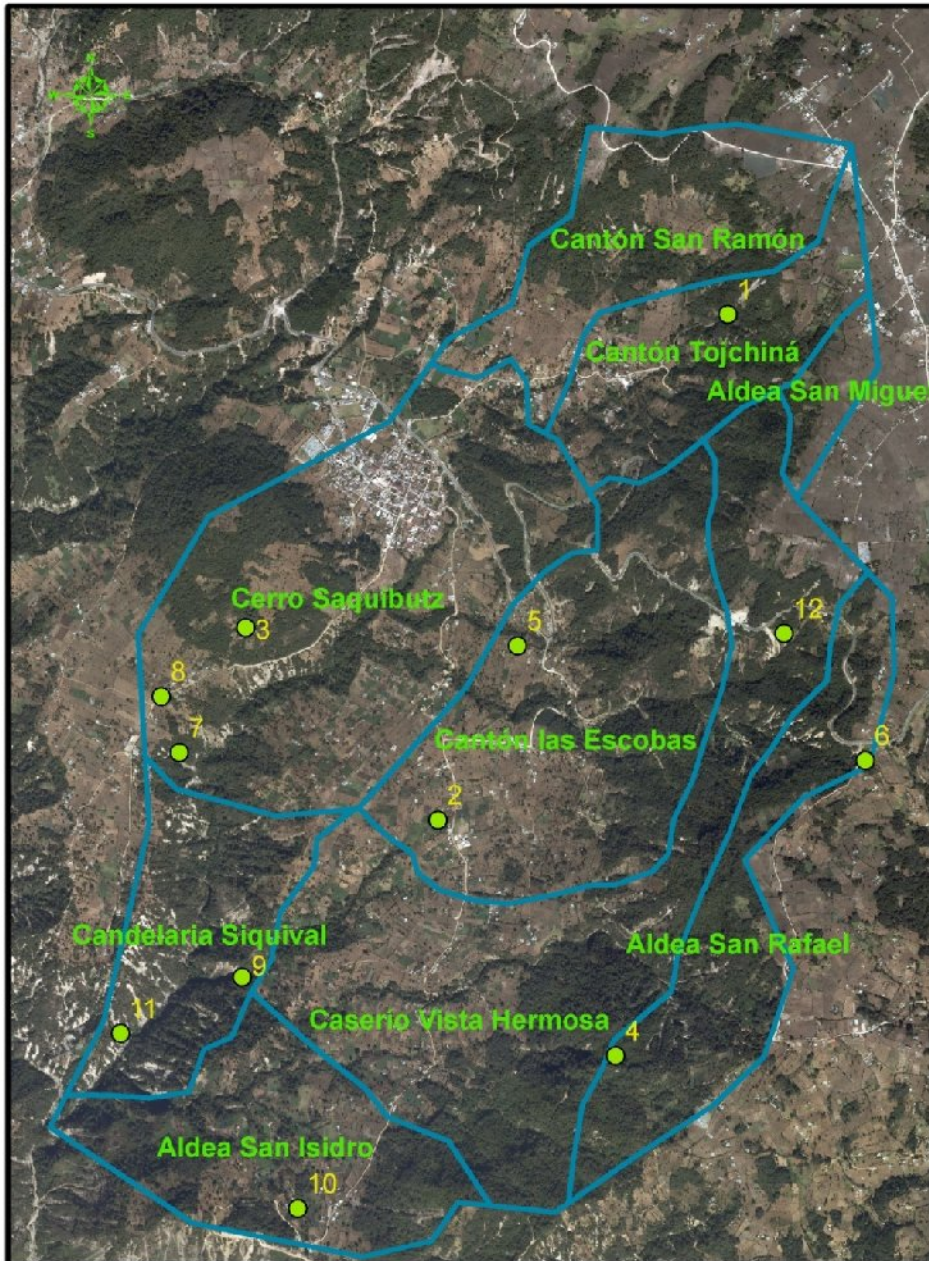 N
W E
S
Cantón San Ramón
1
Cantón Tojchiná
Aldea San Migue
Cerro Saquibutz
3
5
12
8
7
Cantón las Escobas
6
2
Candelaria Siquival
Aldea San Rafael
9
Caserío Vista Hermosa
11
4
Aldea San Isidro
10